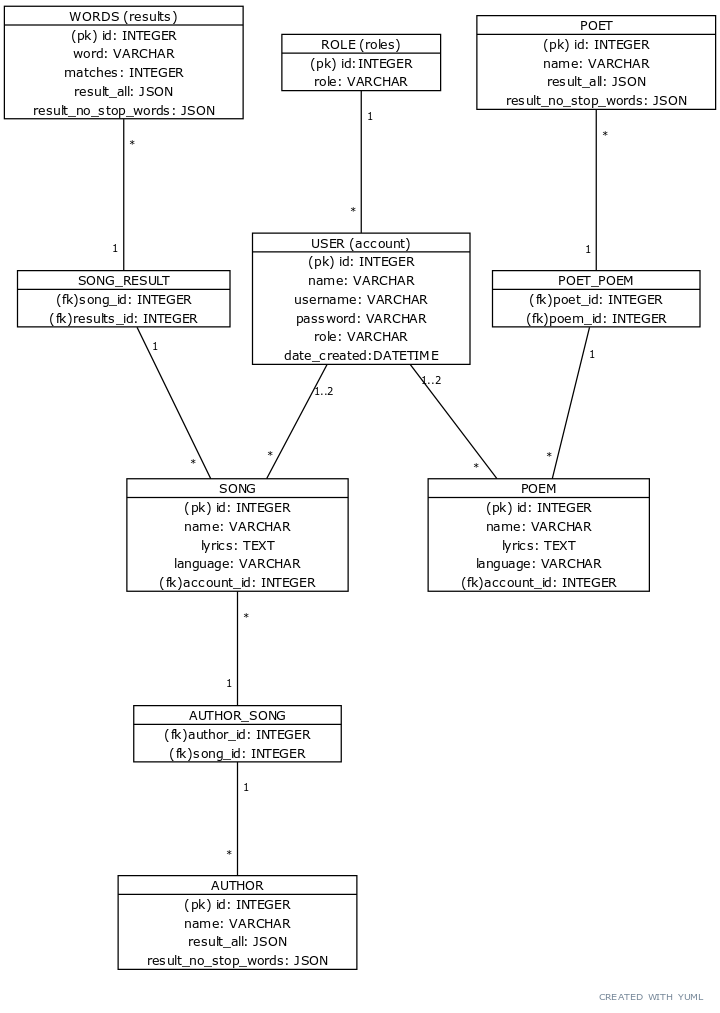 WORDS (results)
(pk) id: INTEGER
word: VARCHAR
matches: INTEGER
result_all: JSON
result_no_stop_words: JSON
ROLE (roles)
(pk) id:INTEGER
role: VARCHAR
POET
(pk) id: INTEGER
name: VARCHAR
result_all: JSON
result_no_stop_words: JSON
*
1
1
*
*
1
SONG_RESULT
(fk)song_id: INTEGER
(fk)results_id: INTEGER
USER (account)
(pk) id: INTEGER
name: VARCHAR
username: VARCHAR
password: VARCHAR
role: VARCHAR
date_created:DATETIME
POET_POEM
(fk)poet_id: INTEGER
(fk)poem_id: INTEGER
1
*
1..2
*
1..2
*
1
*
SONG
(pk) id: INTEGER
name: VARCHAR
lyrics: TEXT
language: VARCHAR
(fk)account_id: INTEGER
POEM
(pk) id: INTEGER
name: VARCHAR
lyrics: TEXT
language: VARCHAR
(fk)account_id: INTEGER
*
1
AUTHOR_SONG
(fk)author_id: INTEGER
(fk)song_id: INTEGER
1
*
AUTHOR
(pk) id: INTEGER
name: VARCHAR
result_all: JSON
result_no_stop_words: JSON
CREATED WITH YUML